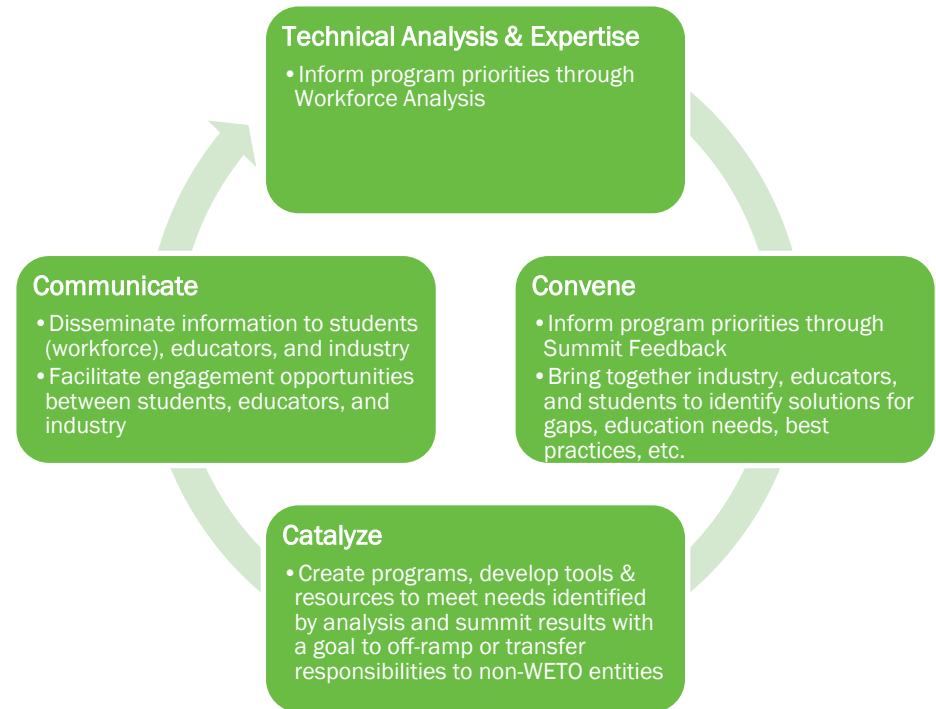 Technical Analysis & Expertise
•Inform program priorities through
Workforce Analysis
Communicate
•Disseminate information to students
(workforce), educators, and industry
•Facilitate engagement opportunities
between students, educators, and
industry
Convene
•Inform program priorities through
Summit Feedback
•Bring together industry, educators,
and students to identify solutions for
gaps, education needs, best
practices, etc.
Catalyze
•Create programs, develop tools &
resources to meet needs identified
by analysis and summit results with
a goal to off-ramp or transfer
responsibilities to non-WETO entities